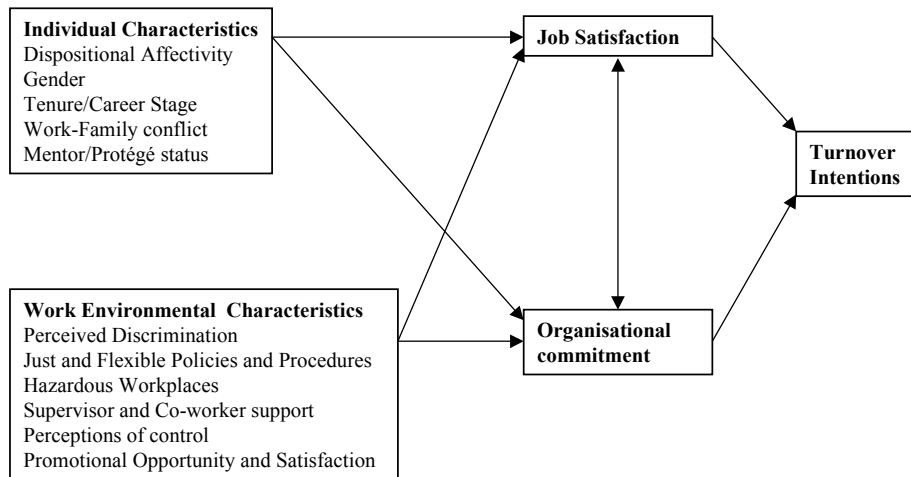 Individual Characteristics
Dispositional Affectivity
Gender
Tenure/Career Stage
Work-Family conflict
Mentor/Protégé status
Job Satisfaction
Turnover
Intentions
Work Environmental Characteristics
Perceived Discrimination
Just and Flexible Policies and Procedures
Hazardous Workplaces
Supervisor and Co-worker support
Perceptions of control
Promotional Opportunity and Satisfaction
Organisational
commitment